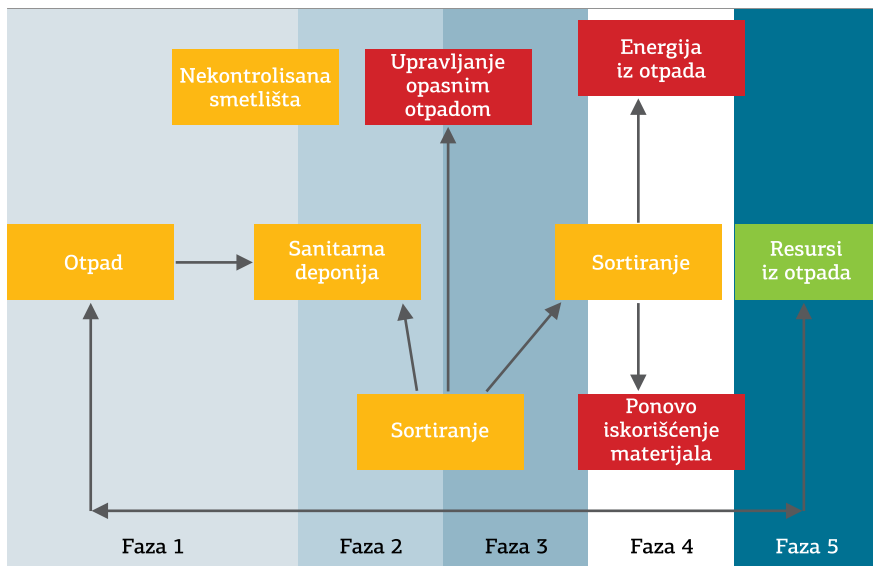 Nekontrolisana
smetlišta
Upravljanje
opasnim
otpadom
Energija
iz otpada
Otpad
Sanitarna
deponija
Sortiranje
Resursi
iz otpada
Sortiranje
Ponovo
iskorišćenje
materijala
Faza 1
Faza 2
Faza 3
Faza 4
Faza 5